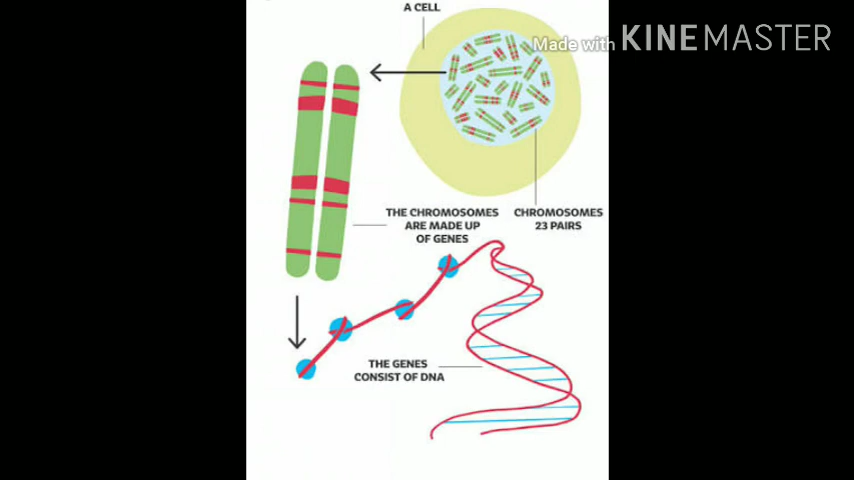 A CELL
Made with KINEMASTER
THE CHROMOSOMES
ARE MADE UP
OF GENES
CHROMOSOMES
23 PAIRS
THE GENES
CONSIST OF DNA